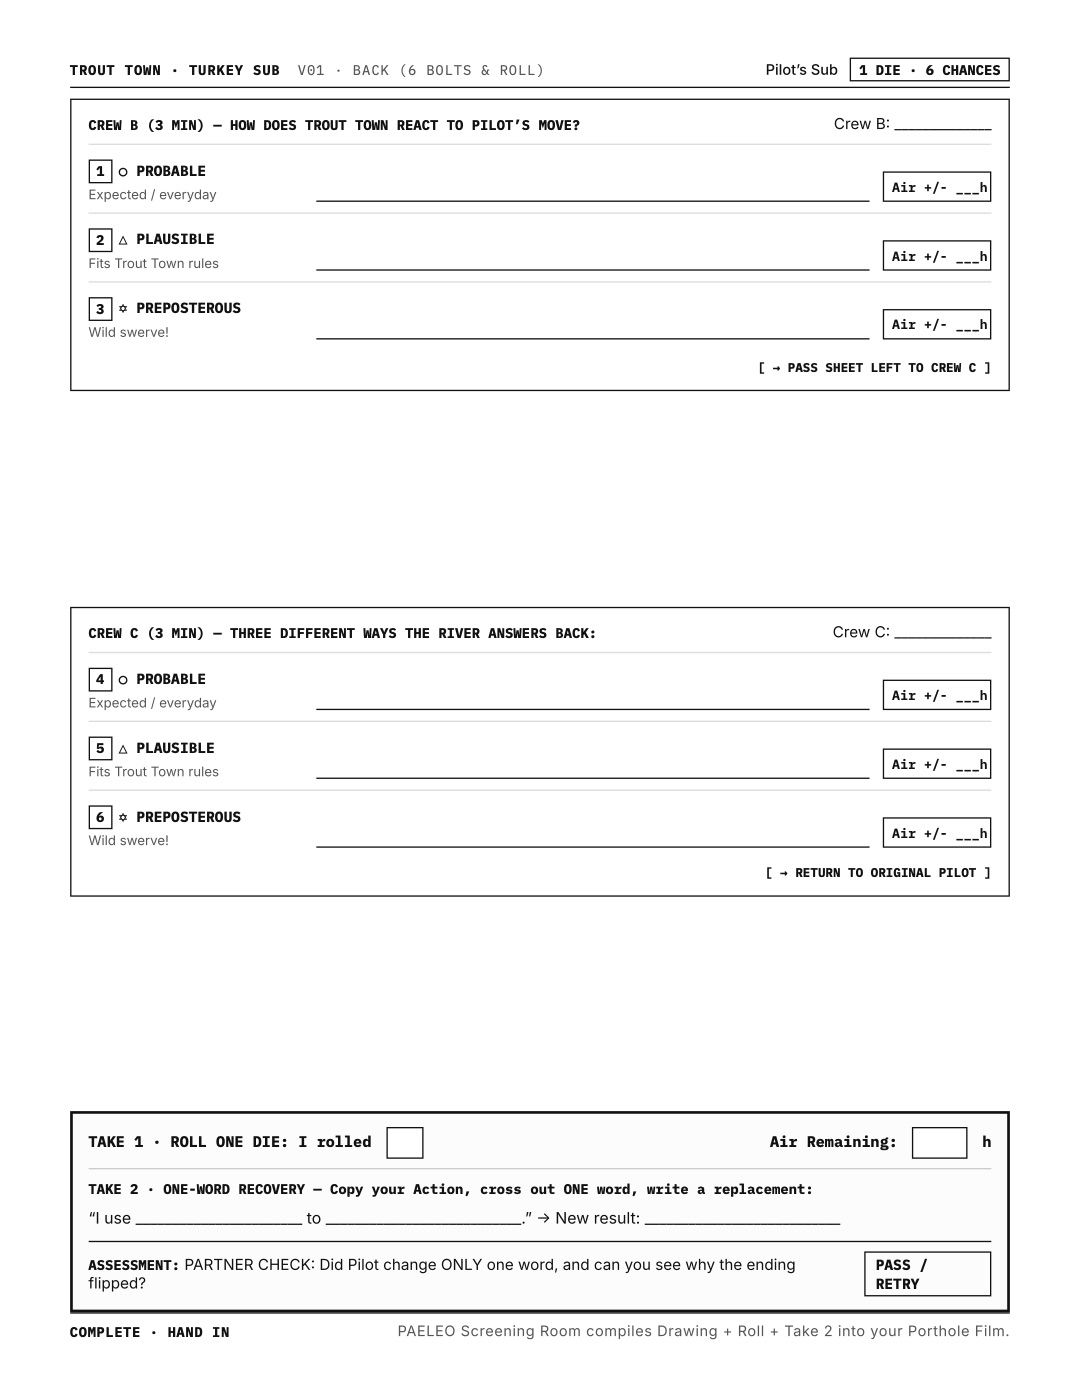 TROUT TOWN · TURKEY SUB V01 · BACK (6 BOLTS & ROLL) Pilot’s Sub 1 DIE · 6 CHANCES
CREW B (3 MIN) — HOW DOES TROUT TOWN REACT TO PILOT’S MOVE? Crew B: ____________
1 ○ PROBABLE
Expected / everyday
Air +/- ___h
2 △ PLAUSIBLE
Fits Trout Town rules
Air +/- ___h
3 ✡ PREPOSTEROUS
Wild swerve!
Air +/- ___h
[ → PASS SHEET LEFT TO CREW C ]
CREW C (3 MIN) — THREE DIFFERENT WAYS THE RIVER ANSWERS BACK: Crew C: ____________
4 ○ PROBABLE
Expected / everyday
Air +/- ___h
5 △ PLAUSIBLE
Fits Trout Town rules
Air +/- ___h
6 ✡ PREPOSTEROUS
Wild swerve!
Air +/- ___h
[ → RETURN TO ORIGINAL PILOT ]
TAKE 1 · ROLL ONE DIE: I rolled Air Remaining: h
TAKE 2 · ONE-WORD RECOVERY — Copy your Action, cross out ONE word, write a replacement:
“I use ____________________ to ________________________.” → New result: ________________________
ASSESSMENT: PARTNER CHECK: Did Pilot change ONLY one word, and can you see why the ending
flipped?
PASS /
RETRY
COMPLETE · HAND IN PAELEO Screening Room compiles Drawing + Roll + Take 2 into your Porthole Film.